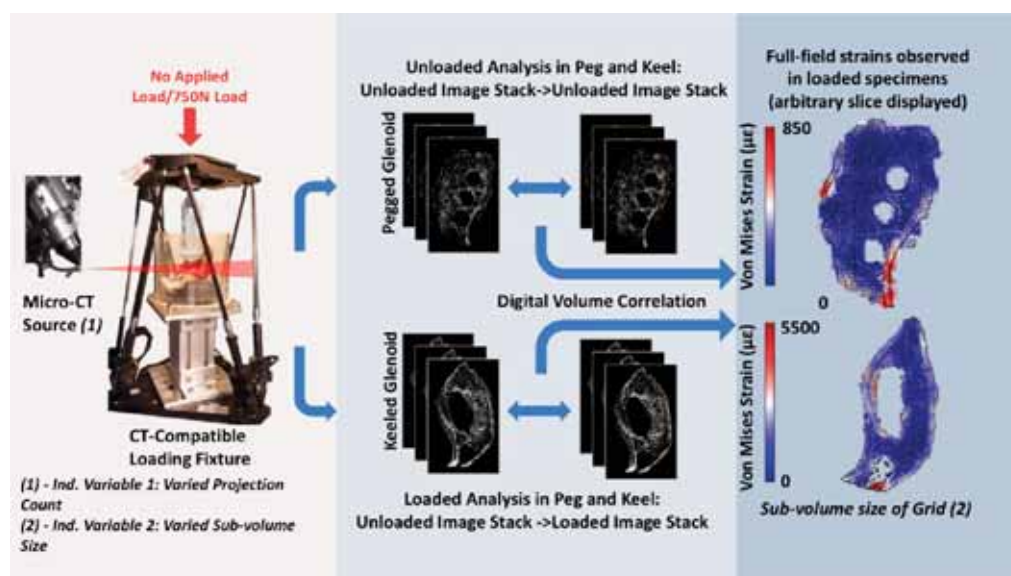 No Applied
Load/750N Load
Micro-CT
Source (1)
CT-Compatible
Loading Fixture
(1) - Ind. Variable 1: Varied Projection
Count
(2) - Ind. Variable 2: Varied Sub-volume
Size
Unloaded Analysis in Peg and Keel:
Unloaded Image Stack->Unloaded Image Stack
Pegged Glenoid
Digital Volume Correlation
Keeled Glenoid
Loaded Analysis in Peg and Keel:
Unloaded Image Stack ->Loaded Image Stack
Full-field strains observed
in loaded specimens
(arbitrary slice displayed)
850
Von Mises Strain (µε)
0
5500
Von Mises Strain (µε)
0
Sub-volume size of Grid (2)